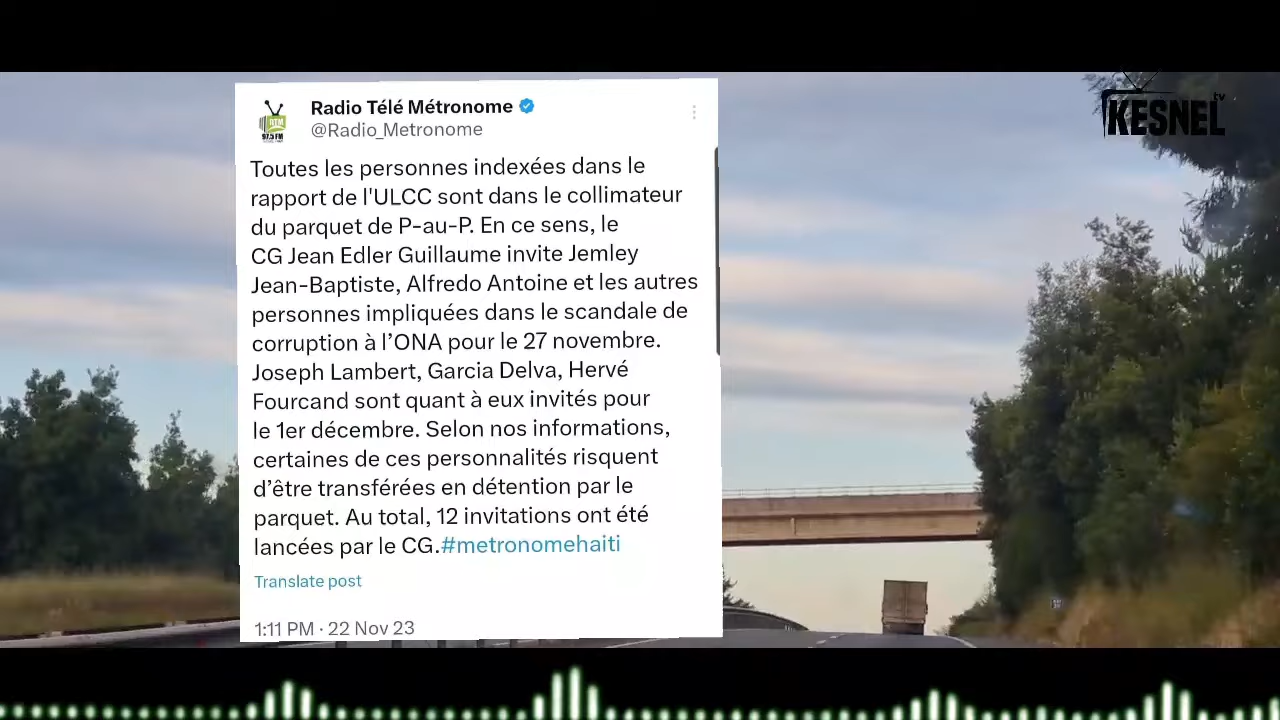 KESNEL tv
Radio Télé Métronome
@Radio_Metronome
RTM
97.5 FM
Toutes les personnes indexées dans le
rapport de l'ULCC sont dans le collimateur
du parquet de P-au-P. En ce sens, le
CG Jean Edler Guillaume invite Jemley
Jean-Baptiste, Alfredo Antoine et les autres
personnes impliquées dans le scandale de
corruption à l’ONA pour le 27 novembre.
Joseph Lambert, Garcia Delva, Hervé
Fourcand sont quant à eux invités pour
le 1er décembre. Selon nos informations,
certaines de ces personnalités risquent
d’être transférées en détention par le
parquet. Au total, 12 invitations ont été
lancées par le CG.#metronomehaiti
Translate post
1:11 PM · 22 Nov 23